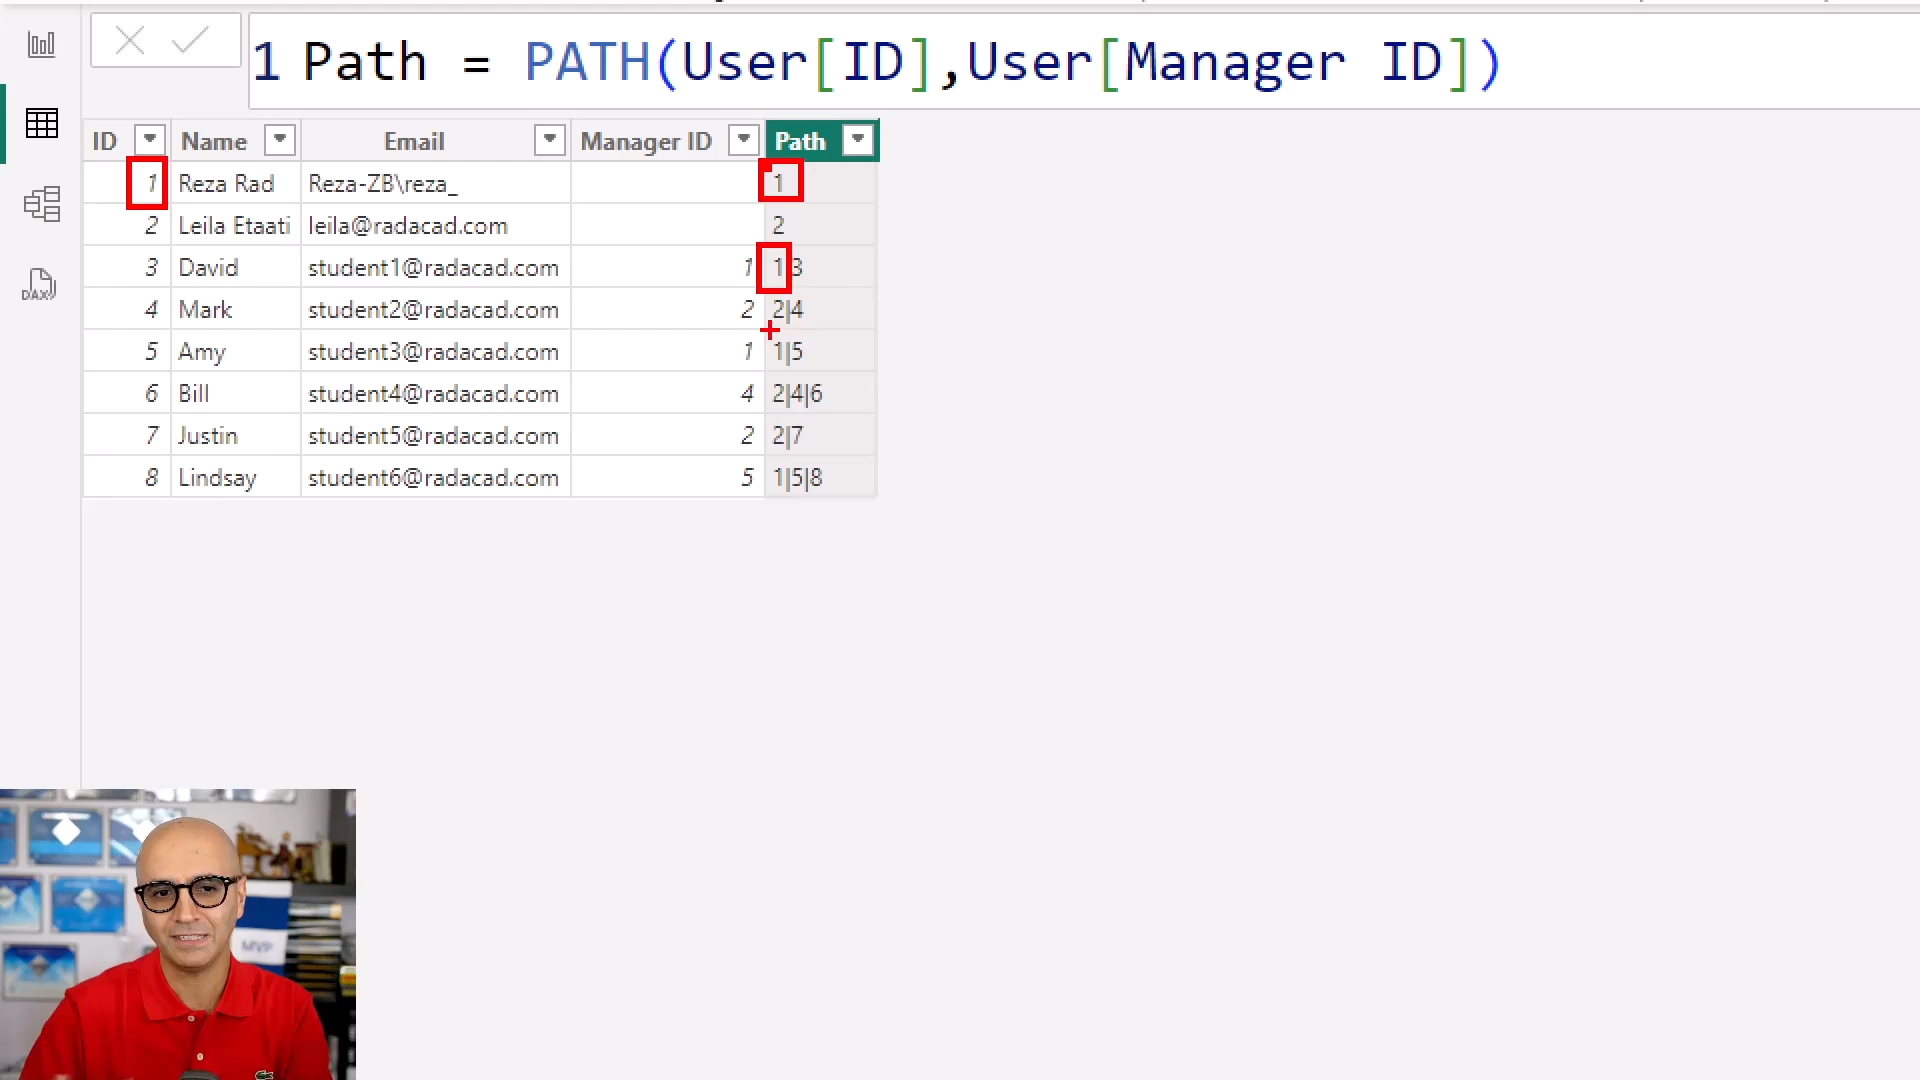 1 Path = PATH(User[ID],User[Manager ID])
ID Name Email Manager ID Path
1 Reza Rad Reza-ZB\reza_ 1
2 Leila Etaati leila@radacad.com 2
3 David student1@radacad.com 1 1|3
4 Mark student2@radacad.com 2 2|4
5 Amy student3@radacad.com 1 1|5
6 Bill student4@radacad.com 4 2|4|6
7 Justin student5@radacad.com 2 2|7
8 Lindsay student6@radacad.com 5 1|5|8
DAX
MVP